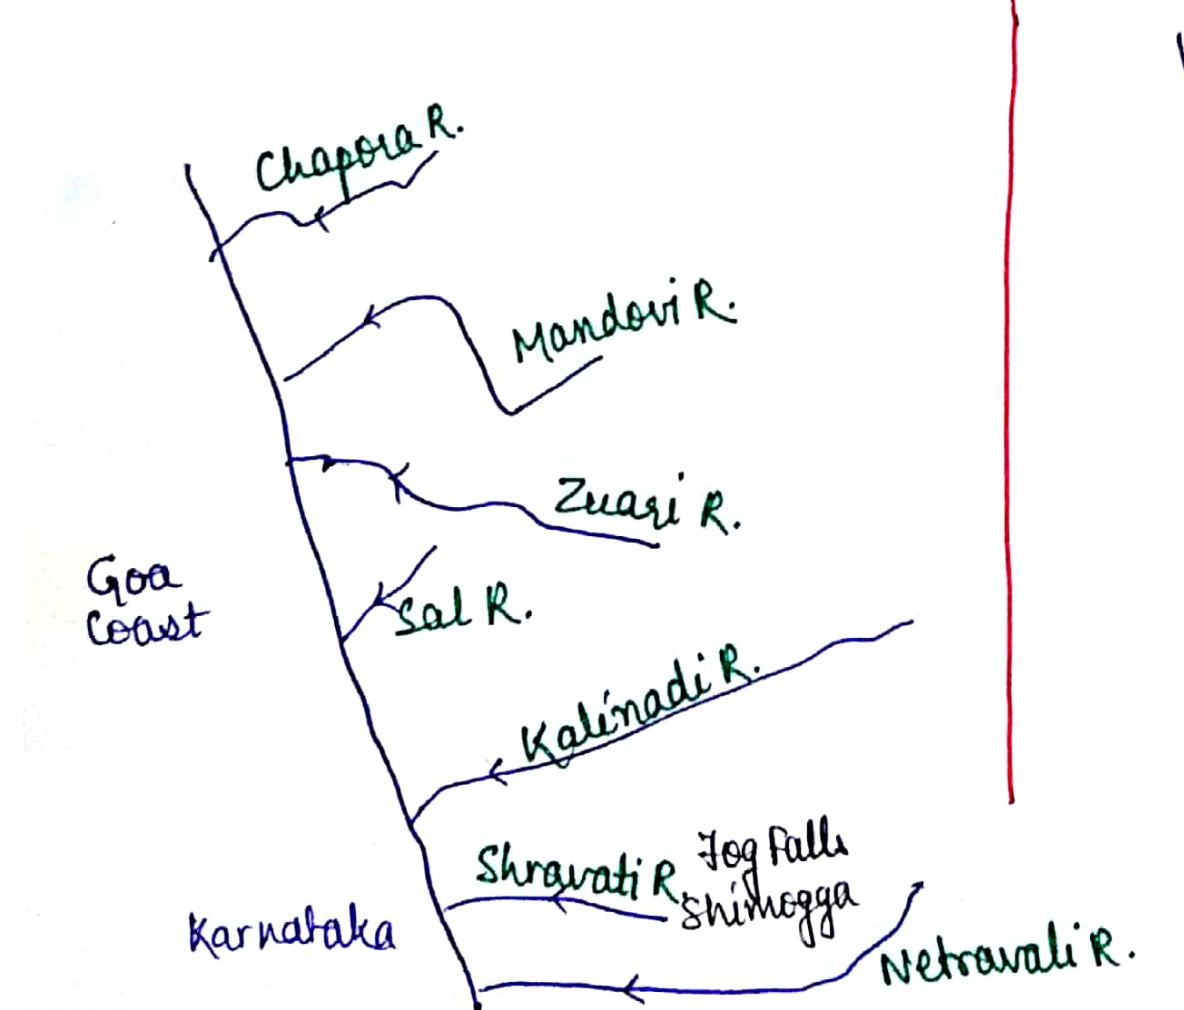 Chapora R.
Mandovi R.
Zuari R.
Goa
Coast
Sal R.
Kalinadi R.
Shravati R.
Jog Falls
Shimogga
Karnataka
Netravali R.